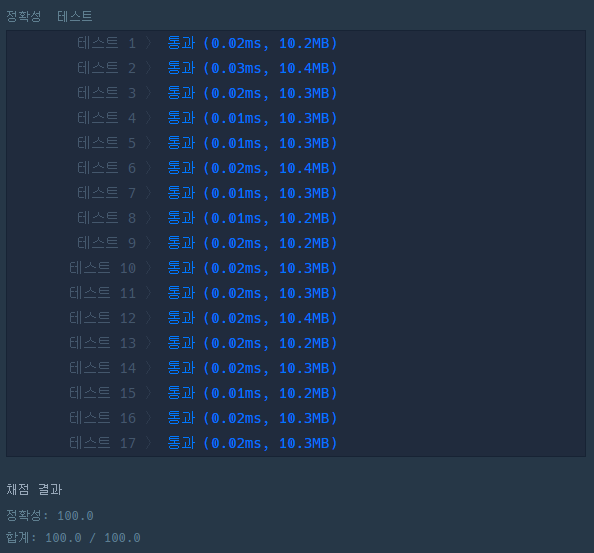 정확성 테스트
테스트 1 〉 통과 (0.02ms, 10.2MB)
테스트 2 〉 통과 (0.03ms, 10.4MB)
테스트 3 〉 통과 (0.02ms, 10.3MB)
테스트 4 〉 통과 (0.01ms, 10.3MB)
테스트 5 〉 통과 (0.01ms, 10.3MB)
테스트 6 〉 통과 (0.02ms, 10.4MB)
테스트 7 〉 통과 (0.01ms, 10.3MB)
테스트 8 〉 통과 (0.01ms, 10.2MB)
테스트 9 〉 통과 (0.02ms, 10.2MB)
테스트 10 〉 통과 (0.02ms, 10.3MB)
테스트 11 〉 통과 (0.02ms, 10.3MB)
테스트 12 〉 통과 (0.02ms, 10.4MB)
테스트 13 〉 통과 (0.02ms, 10.2MB)
테스트 14 〉 통과 (0.02ms, 10.3MB)
테스트 15 〉 통과 (0.01ms, 10.2MB)
테스트 16 〉 통과 (0.02ms, 10.3MB)
테스트 17 〉 통과 (0.02ms, 10.3MB)
채점 결과
정확성: 100.0
합계: 100.0 / 100.0